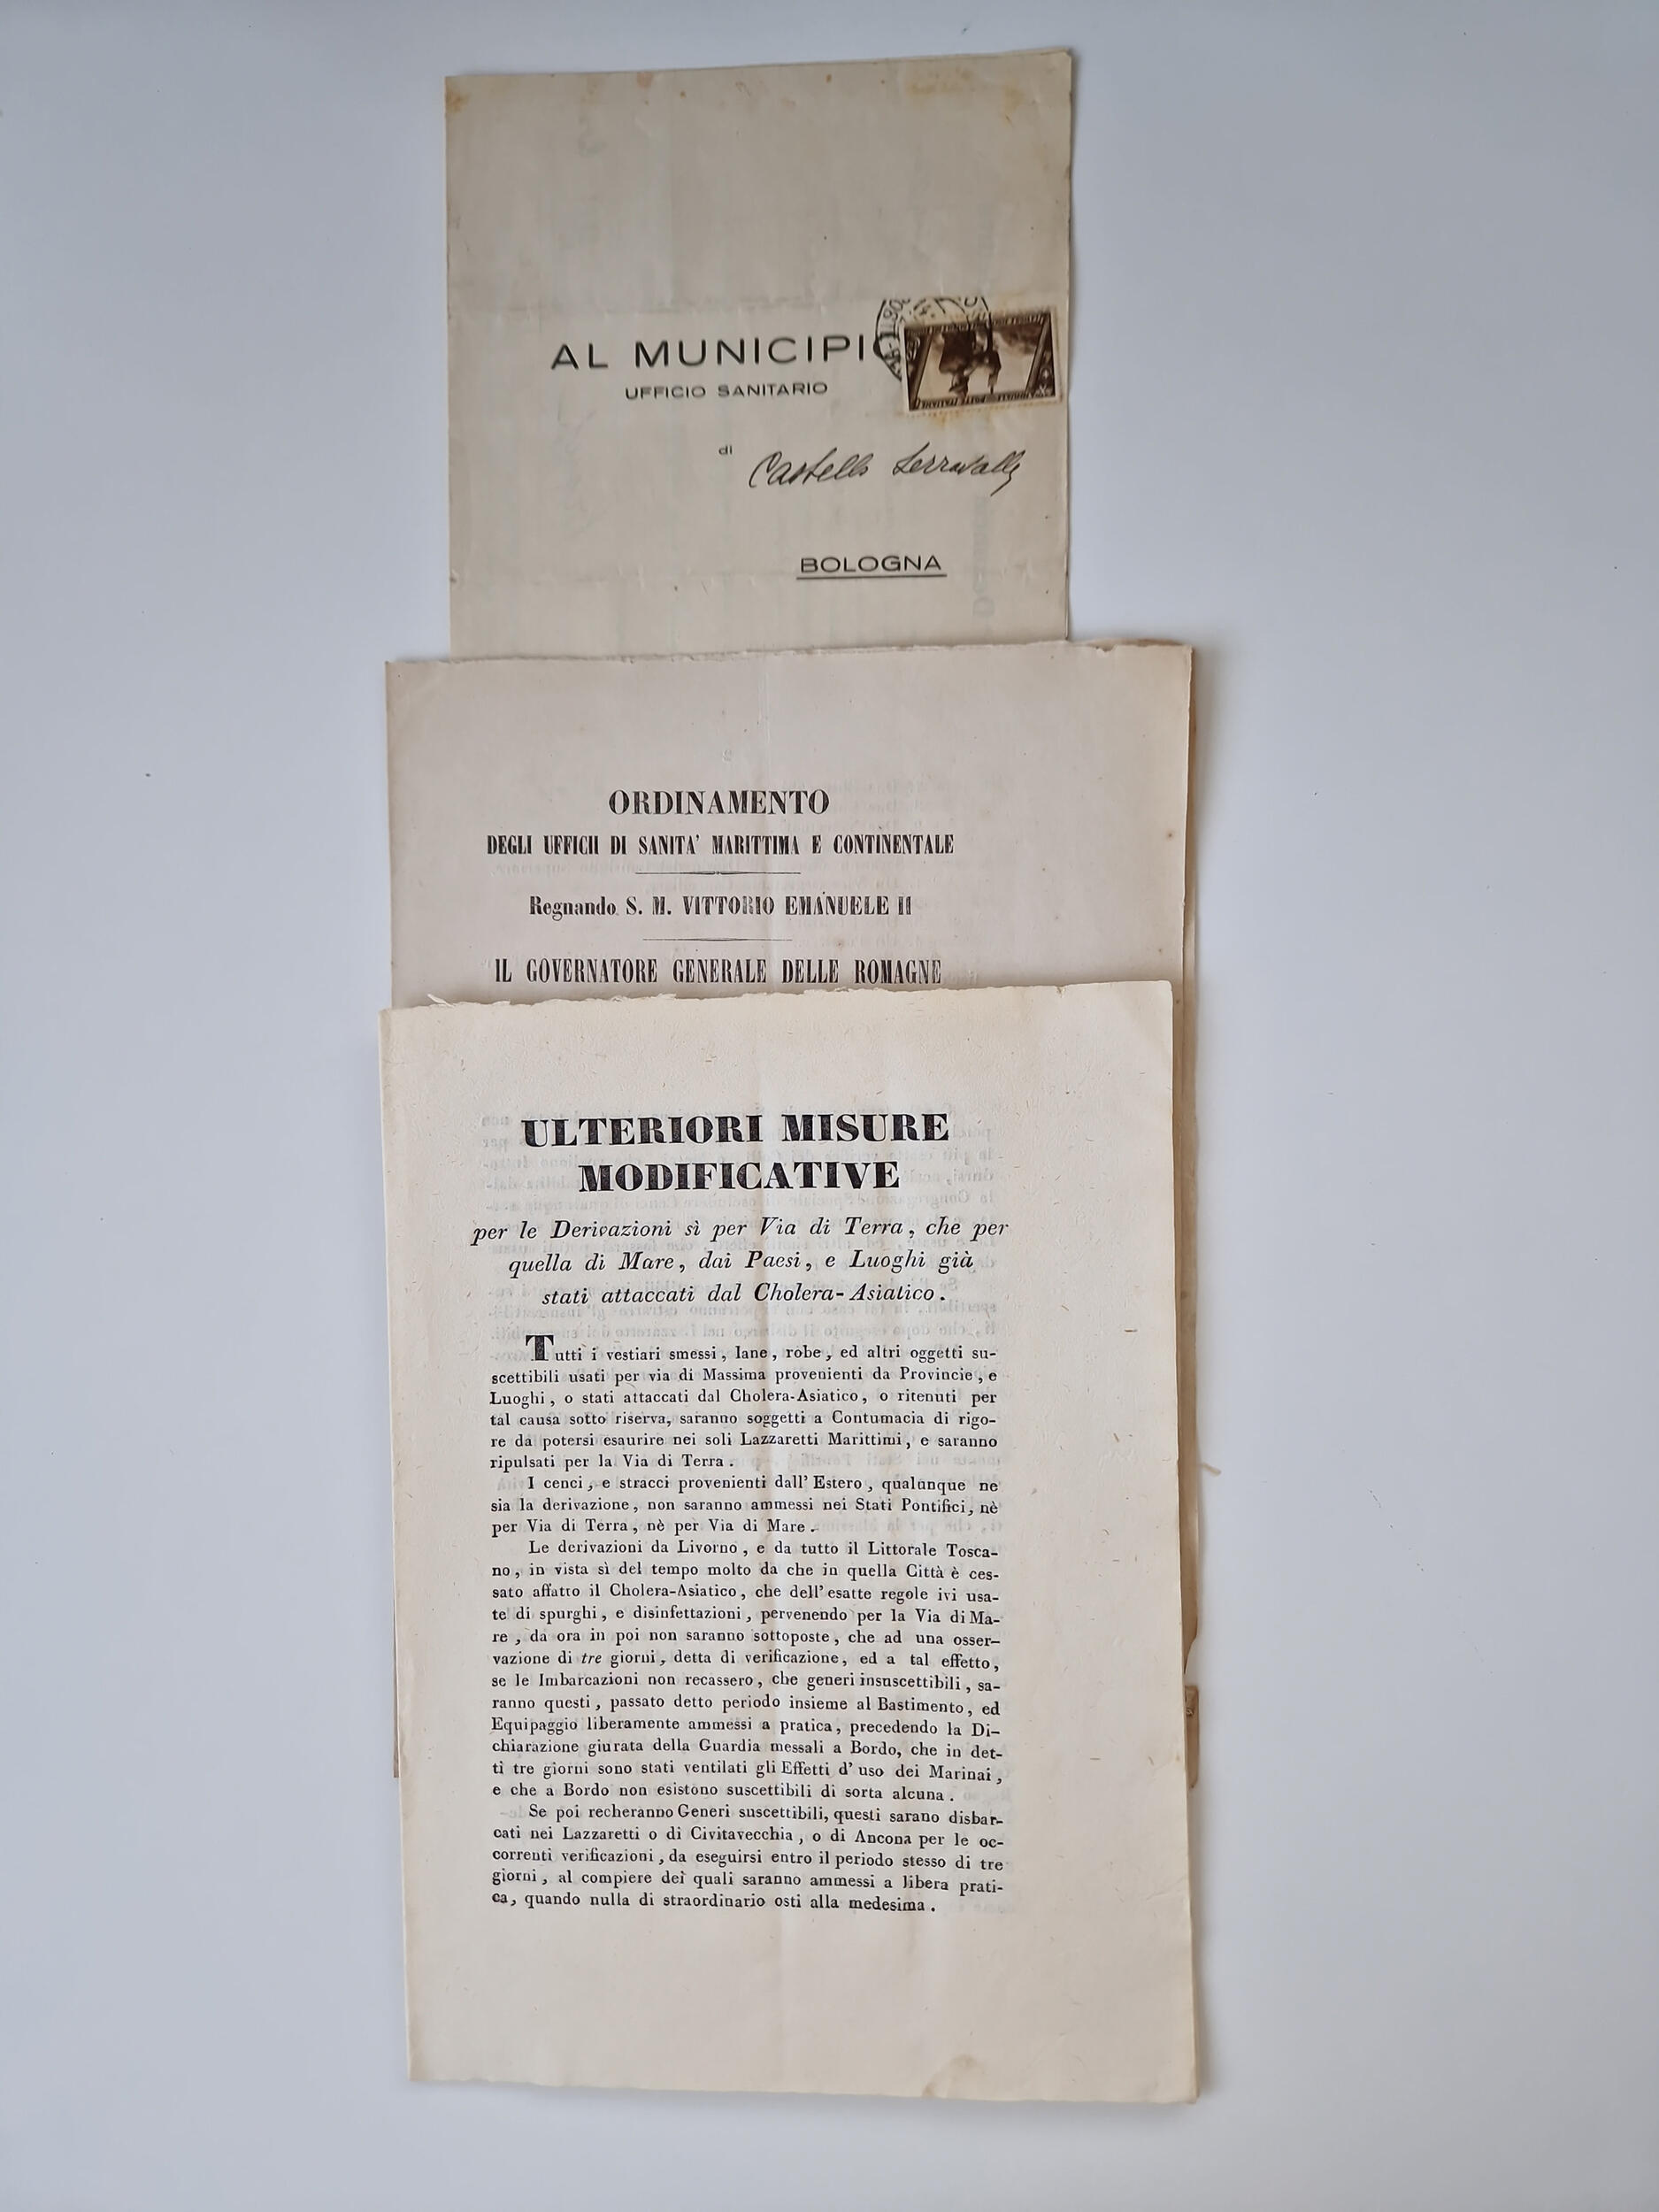 AL MUNICIPIO
UFFICIO SANITARIO
di
Castello Serravalle
BOLOGNA
ORDINAMENTO
DEGLI UFFICII DI SANITA' MARITTIMA E CONTINENTALE
Regnando S. M. VITTORIO EMANUELE II
IL GOVERNATORE GENERALE DELLE ROMAGNE
ULTERIORI MISURE
MODIFICATIVE
per le Derivazioni sì per Via di Terra, che per
quella di Mare, dai Paesi, e Luoghi già
stati attaccati dal Cholera-Asiatico.
Tutti i vestiari smessi, lane, robe, ed altri oggetti su-
scettibili usati per via di Massima provenienti da Provincie, e
Luoghi, o stati attaccati dal Cholera-Asiatico, o ritenuti per
tal causa sotto riserva, saranno soggetti a Contumacia di rigo-
re da potersi esaurire nei soli Lazzaretti Marittimi, e saranno
ripulsati per la Via di Terra.
I cenci, e stracci provenienti dall' Estero, qualunque ne
sia la derivazione, non saranno ammessi nei Stati Pontifici, nè
per Via di Terra, nè per Via di Mare.
Le derivazioni da Livorno, e da tutto il Littorale Tosca-
no, in vista sì del tempo molto da che in quella Città è ces-
sato affatto il Cholera-Asiatico, che dell' esatte regole ivi usa-
te di spurghi, e disinfettazioni, pervenendo per la Via di Ma-
re, da ora in poi non saranno sottoposte, che ad una osser-
vazione di tre giorni, detta di verificazione, ed a tal effetto,
se le Imbarcazioni non recassero, che generi insuscettibili, sa-
ranno questi, passato detto periodo insieme al Bastimento, ed
Equipaggio liberamente ammessi a pratica, precedendo la Di-
chiarazione giurata della Guardia messali a Bordo, che in det-
ti tre giorni sono stati ventilati gli Effetti d' uso dei Marinai,
e che a Bordo non esistono suscettibili di sorta alcuna.
Se poi recheranno Generi suscettibili, questi sarano disbar-
cati nei Lazzaretti o di Civitavecchia, o di Ancona per le oc-
correnti verificazioni, da eseguirsi entro il periodo stesso di tre
giorni, al compiere dei quali saranno ammessi a libera prati-
ca, quando nulla di straordinario osti alla medesima.